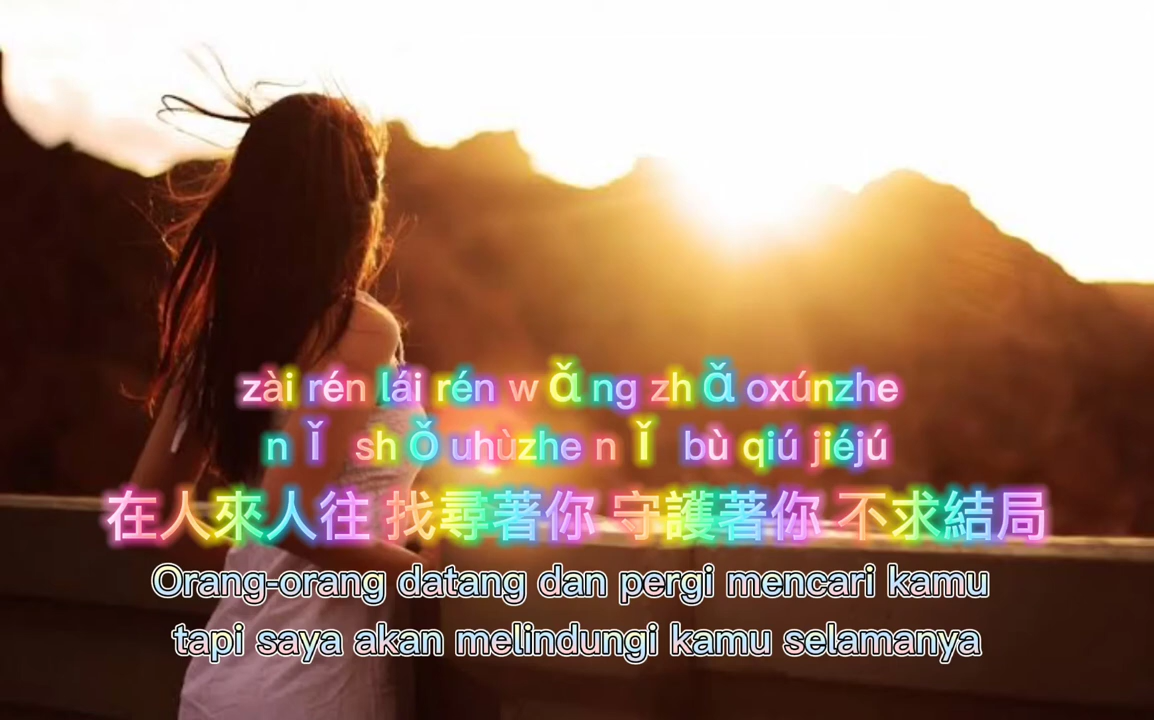 zài rén lái rén wǎng zhǎoxúnzhe
nǐ shǒuhùzhe nǐ bù qiú jiéjú
在人來人往 找尋著你 守護著你 不求結局
Orang-orang datang dan pergi mencari kamu
tapi saya akan melindungi kamu selamanya